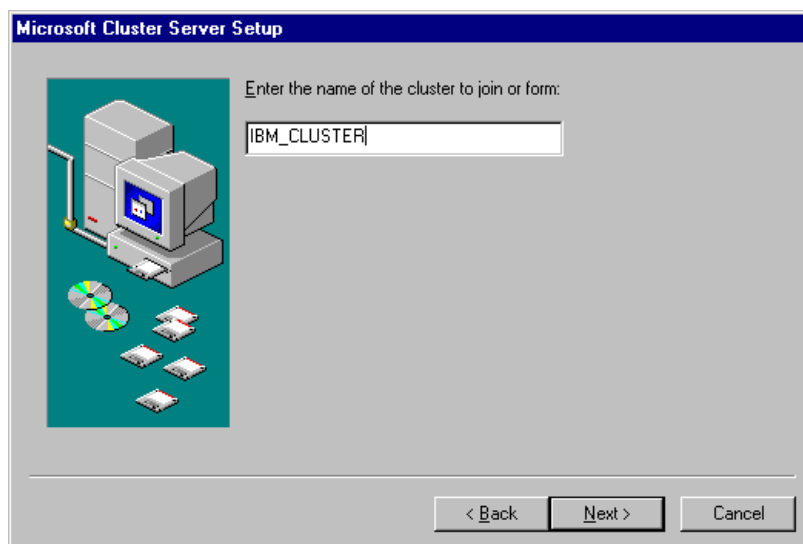 Microsoft Cluster Server Setup
Enter the name of the cluster to join or form:
IBM_CLUSTER
< Back
Next >
Cancel